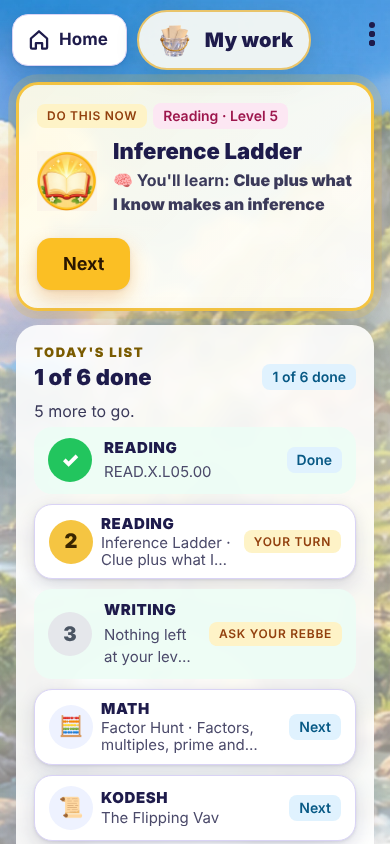 Home
My work
DO THIS NOW
Reading · Level 5
Inference Ladder
🧠 You'll learn: Clue plus what
I know makes an inference
Next
TODAY'S LIST
1 of 6 done
1 of 6 done
5 more to go.
READING
READ.X.L05.00
Done
2
READING
Inference Ladder ·
Clue plus what I...
YOUR TURN
3
WRITING
Nothing left
at your lev...
ASK YOUR REBBE
MATH
Factor Hunt · Factors,
multiples, prime and...
Next
KODESH
The Flipping Vav
Next